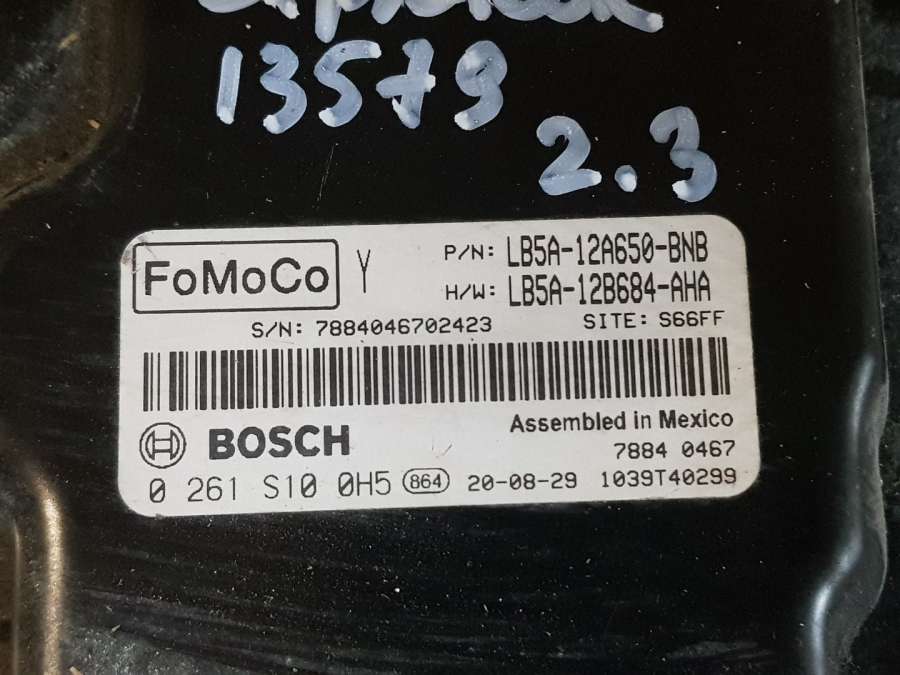 13579
2.3
FoMoCo Y P/N: LB5A-12A650-BNB
H/W: LB5A-12B684-AHA
S/N: 7884046702423 SITE: S66FF
Assembled in Mexico
BOSCH 7884 0467
0 261 S10 0H5 864 20-08-29 1039T40299